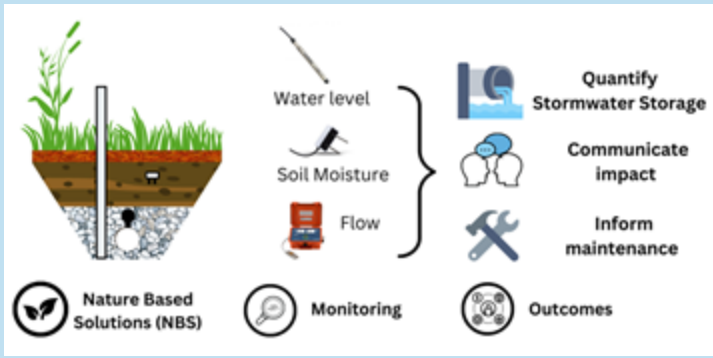 Water level
Soil Moisture
Flow
Quantify
Stormwater Storage
Communicate
impact
Inform
maintenance
Nature Based
Solutions (NBS)
Monitoring
Outcomes